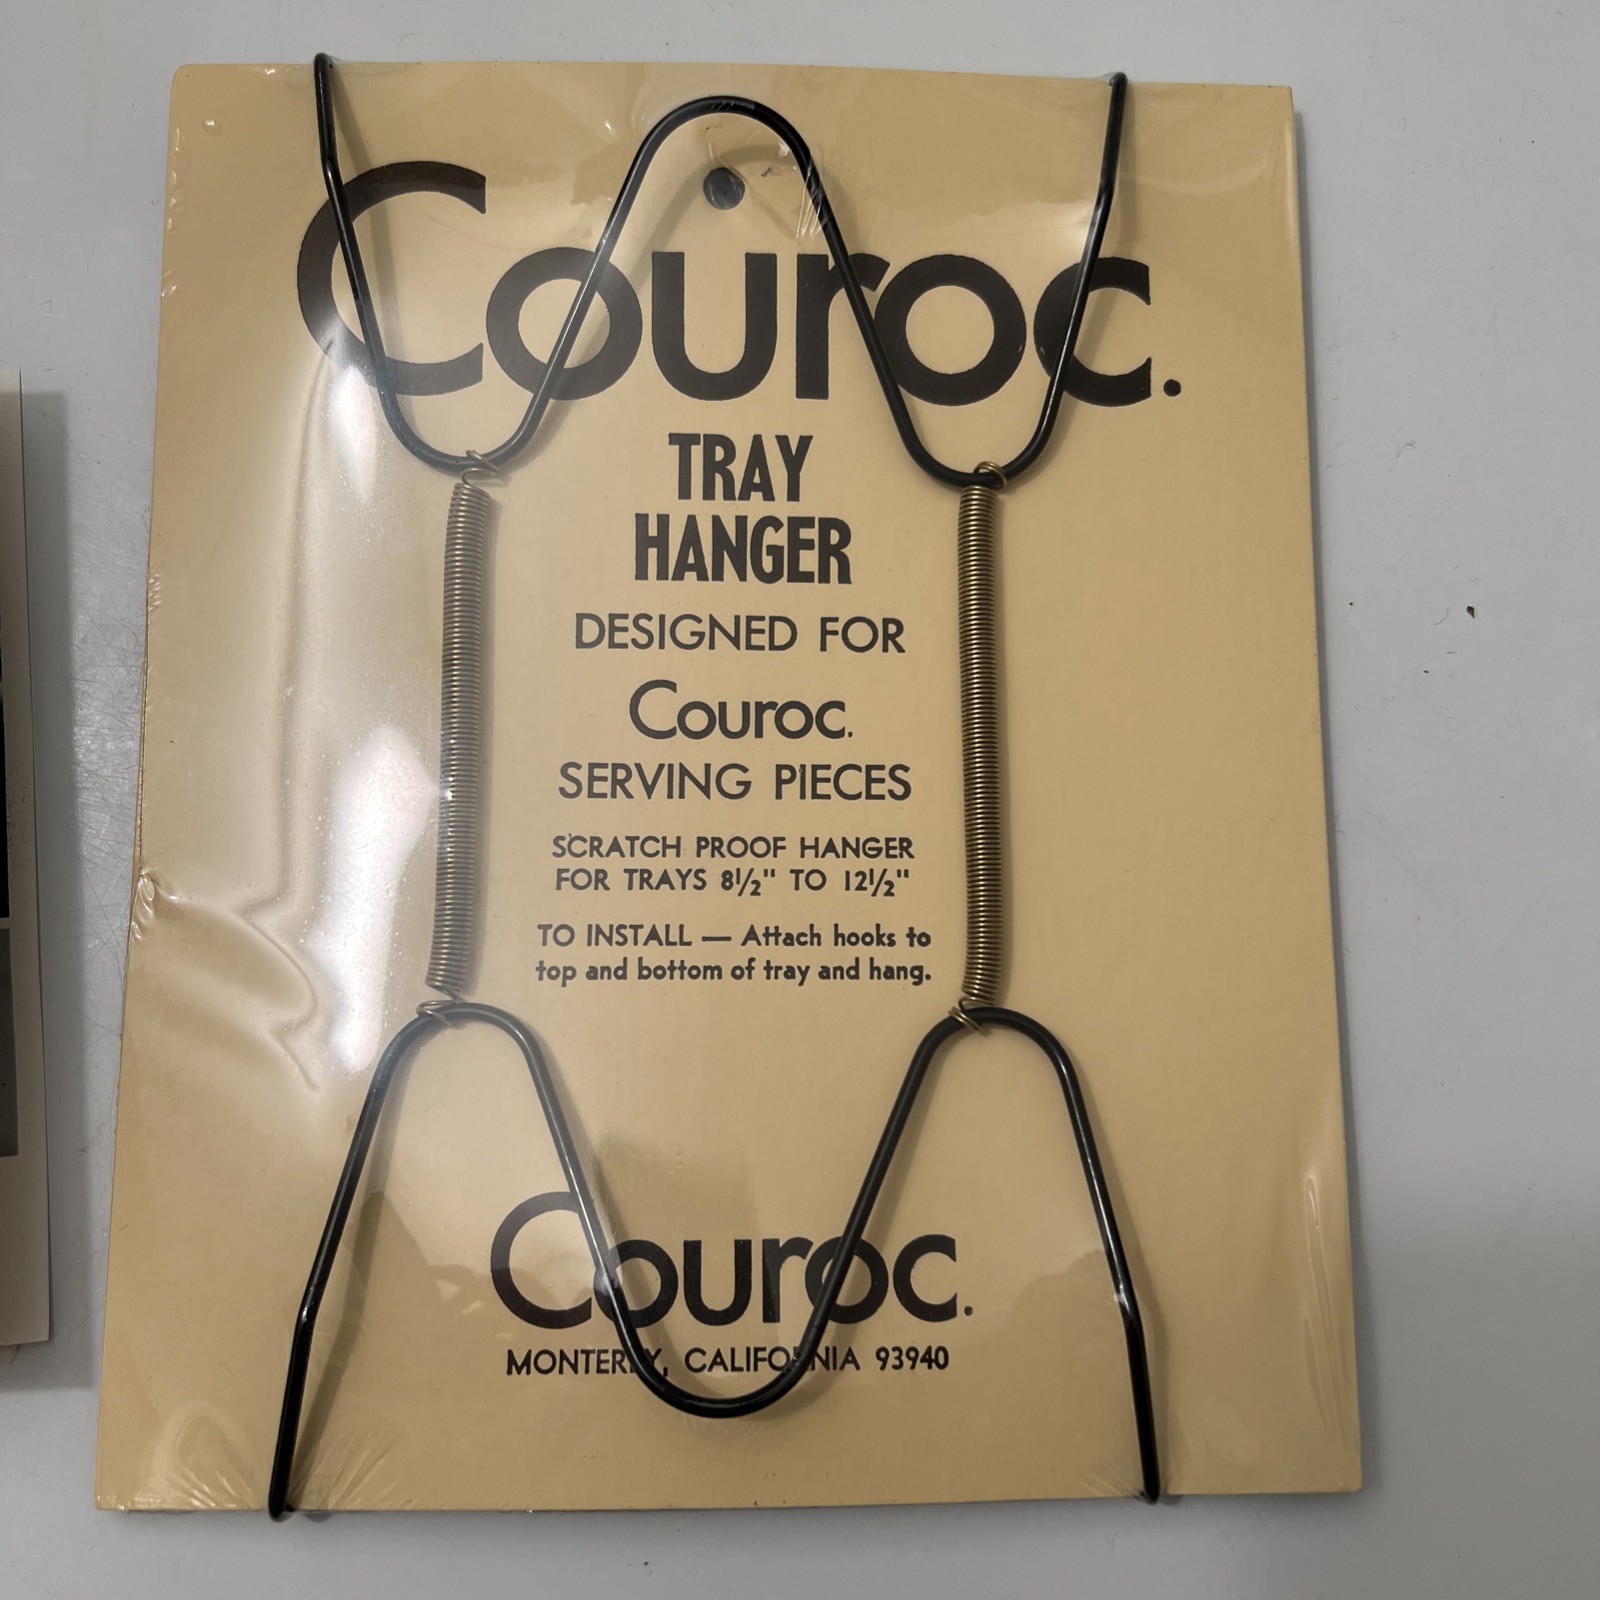 Couroc.
TRAY
HANGER
DESIGNED FOR
Couroc.
SERVING PIECES
SCRATCH PROOF HANGER
FOR TRAYS 8½" TO 12½"
TO INSTALL — Attach hooks to
top and bottom of tray and hang.
Couroc.
MONTEREY, CALIFORNIA 93940